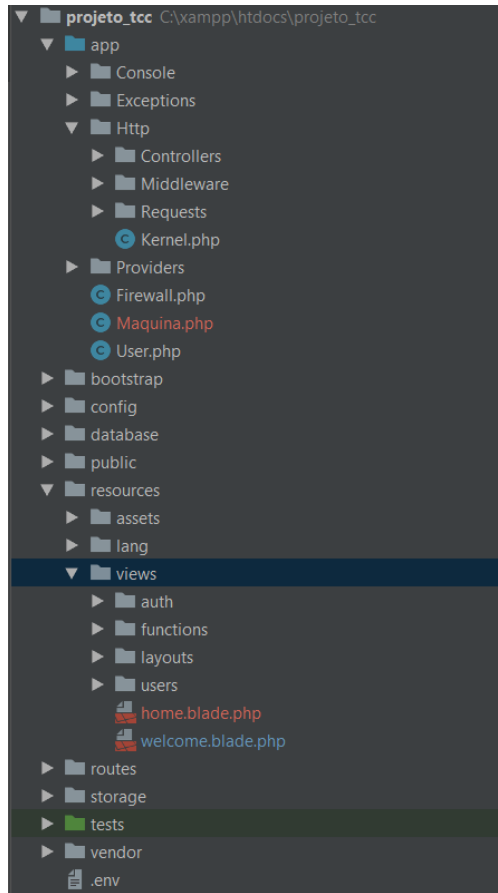 projeto_tcc C:\xampp\htdocs\projeto_tcc
app
Console
Exceptions
Http
Controllers
Middleware
Requests
Kernel.php
Providers
Firewall.php
Maquina.php
User.php
bootstrap
config
database
public
resources
assets
lang
views
auth
functions
layouts
users
home.blade.php
welcome.blade.php
routes
storage
tests
vendor
.env